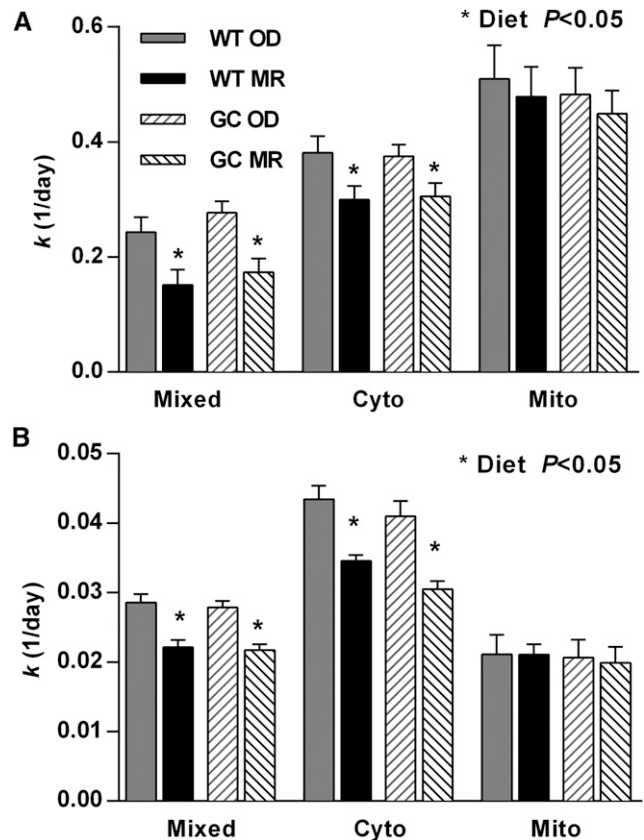 A
* Diet P<0.05
WT OD
WT MR
GC OD
GC MR
k (1/day)
0.6
0.4
0.2
0.0
*
*
*
*
Mixed Cyto Mito
B
* Diet P<0.05
k (1/day)
0.05
0.04
0.03
0.02
0.01
0.00
*
*
*
*
Mixed Cyto Mito